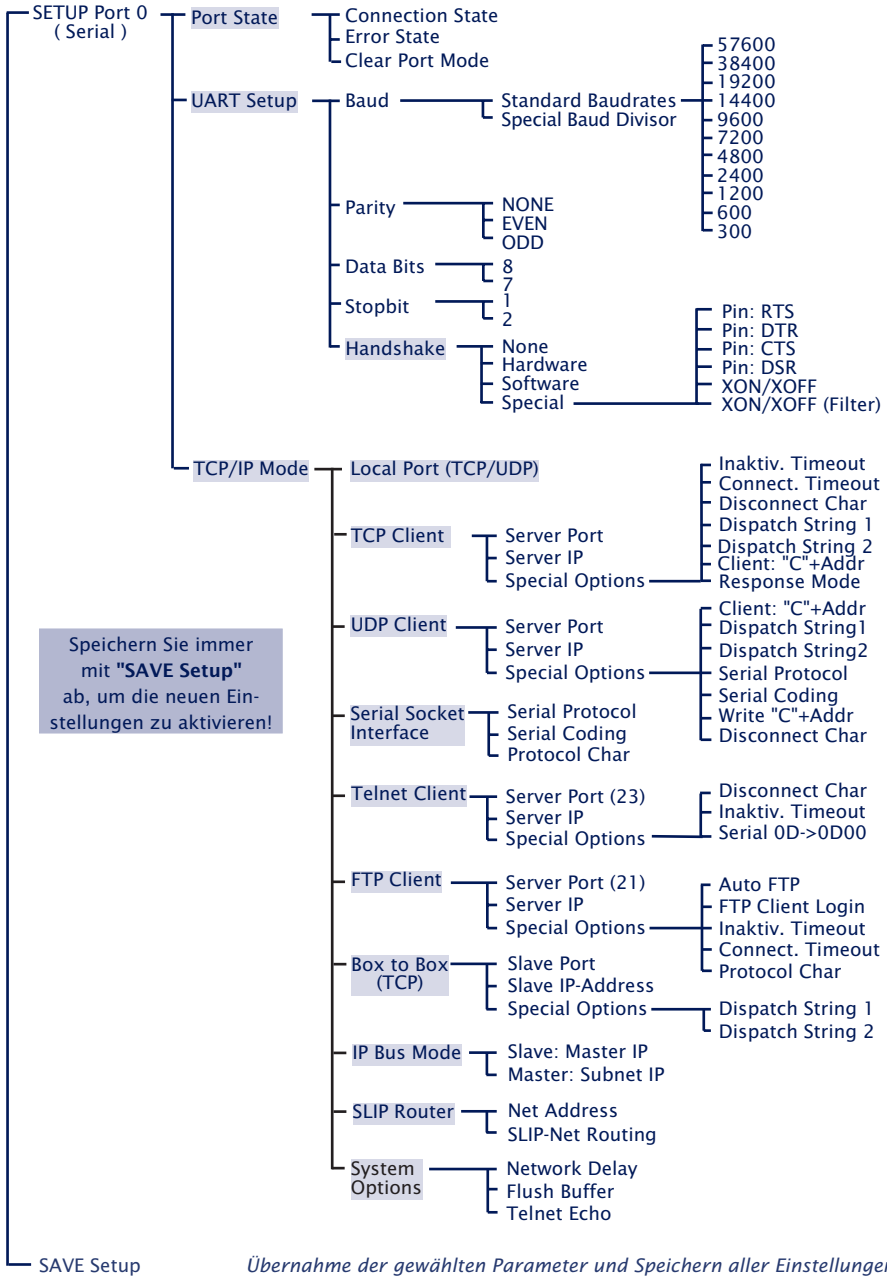 SETUP Port 0
( Serial )
Port State
Connection State
Error State
Clear Port Mode
UART Setup
Baud
Standard Baudrates
57600
38400
19200
14400
9600
7200
4800
2400
1200
600
300
Special Baud Divisor
Parity
NONE
EVEN
ODD
Data Bits
8
7
Stopbit
1
2
Handshake
None
Hardware
Software
Special
Pin: RTS
Pin: DTR
Pin: CTS
Pin: DSR
XON/XOFF
XON/XOFF (Filter)
TCP/IP Mode
Local Port (TCP/UDP)
TCP Client
Server Port
Server IP
Special Options
Inaktiv. Timeout
Connect. Timeout
Disconnect Char
Dispatch String 1
Dispatch String 2
Client: "C"+Addr
Response Mode
UDP Client
Server Port
Server IP
Special Options
Client: "C"+Addr
Dispatch String1
Dispatch String2
Serial Protocol
Serial Coding
Write "C"+Addr
Disconnect Char
Speichern Sie immer
mit "SAVE Setup"
ab, um die neuen Ein-
stellungen zu aktivieren!
Serial Socket
Interface
Serial Protocol
Serial Coding
Protocol Char
Telnet Client
Server Port (23)
Server IP
Special Options
Disconnect Char
Inaktiv. Timeout
Serial 0D->0D00
FTP Client
Server Port (21)
Server IP
Special Options
Auto FTP
FTP Client Login
Inaktiv. Timeout
Connect. Timeout
Protocol Char
Box to Box
(TCP)
Slave Port
Slave IP-Address
Special Options
Dispatch String 1
Dispatch String 2
IP Bus Mode
Slave: Master IP
Master: Subnet IP
SLIP Router
Net Address
SLIP-Net Routing
System
Options
Network Delay
Flush Buffer
Telnet Echo
SAVE Setup
Übernahme der gewählten Parameter und Speichern aller Einstellungen